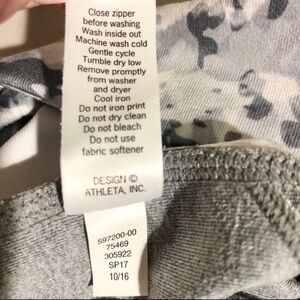 Close zipper
before washing
Wash inside out
Machine wash cold
Gentle cycle
Tumble dry low
Remove promptly
from washer
and dryer
Cool iron
Do not iron print
Do not dry clean
Do not bleach
Do not use
fabric softener
DESIGN ©
ATHLETA, INC.
597200-00
75469
305922
SP17
10/16